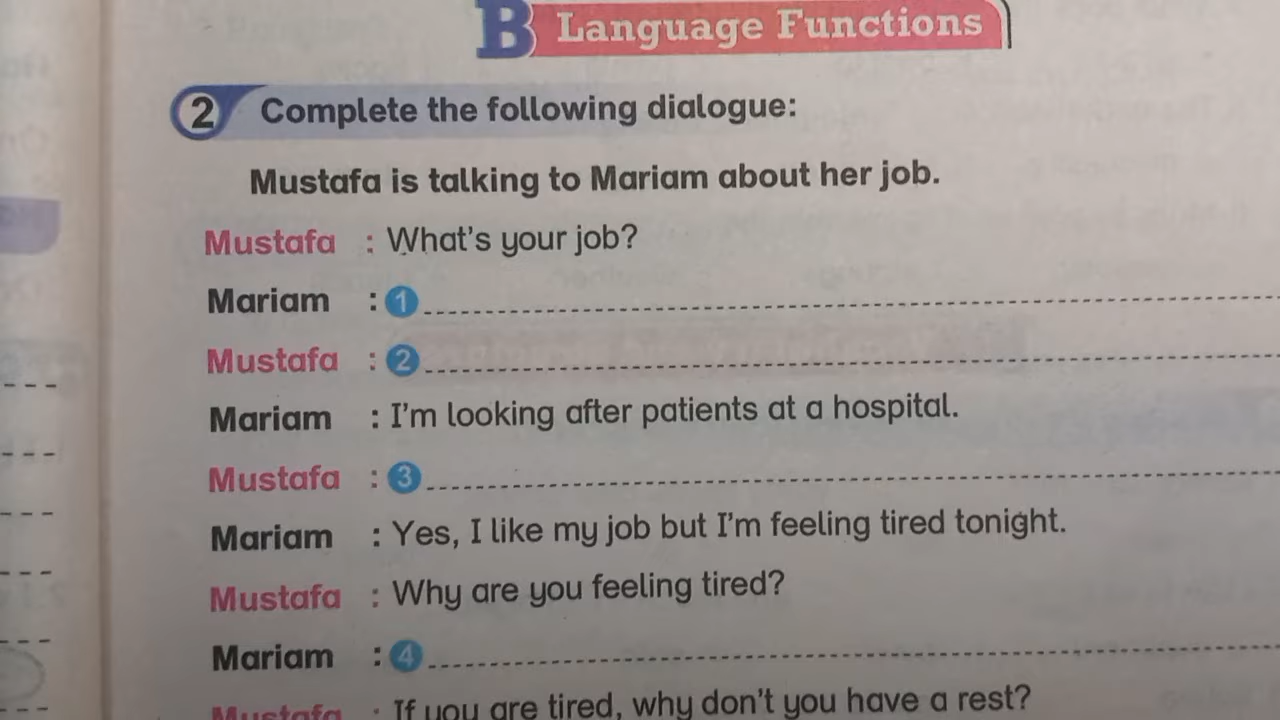 B Language Functions
2 Complete the following dialogue:
Mustafa is talking to Mariam about her job.
Mustafa : What's your job?
Mariam : 1 --------------------
Mustafa : 2 --------------------
Mariam : I'm looking after patients at a hospital.
Mustafa : 3 --------------------
Mariam : Yes, I like my job but I'm feeling tired tonight.
Mustafa : Why are you feeling tired?
Mariam : 4 --------------------
Mustafa : If you are tired, why don't you have a rest?